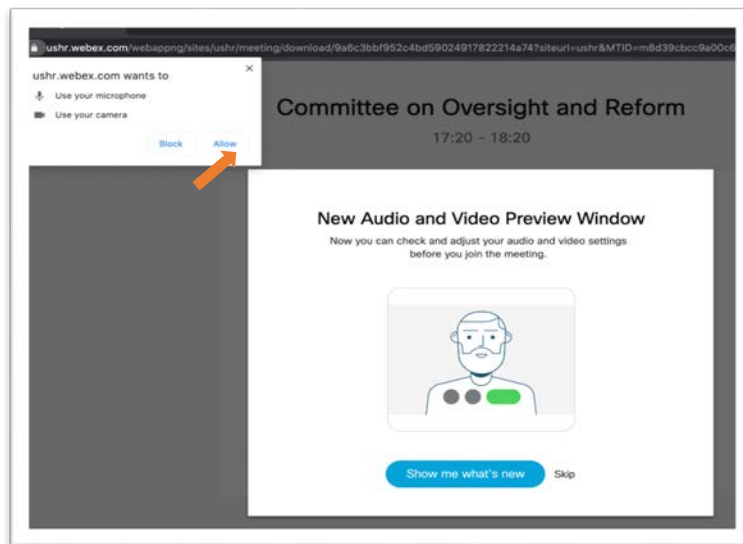 ushr.webex.com/webappng/sites/ushr/meeting/download/9a6c3bbf952c4bd59024917822214a74?siteurl=ushr&MTID=m8d39cbcc9a00c6
ushr.webex.com wants to
Use your microphone
Use your camera
Block Allow
Committee on Oversight and Reform
17:20 - 18:20
New Audio and Video Preview Window
Now you can check and adjust your audio and video settings
before you join the meeting.
Show me what's new Skip